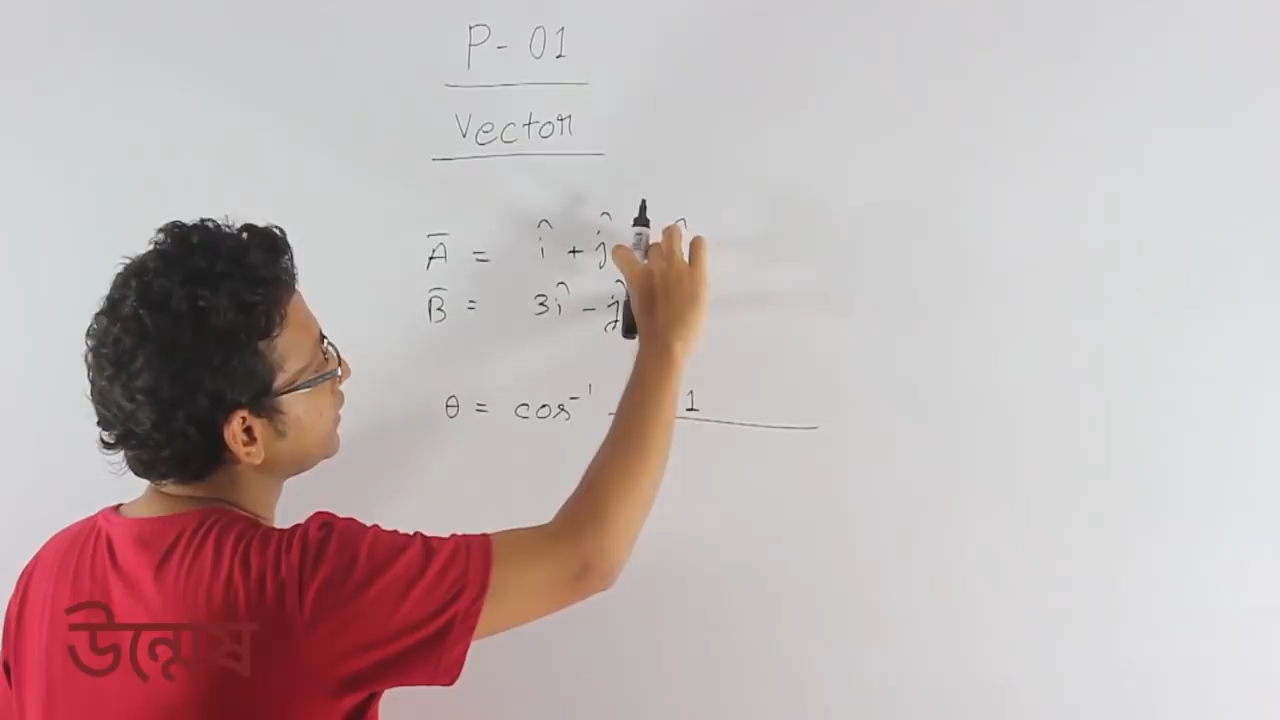 P - 01
Vector
A̅ = î + ĵ
B̅ = 3î - ĵ
θ = cos⁻¹ 1
উন্মেষ